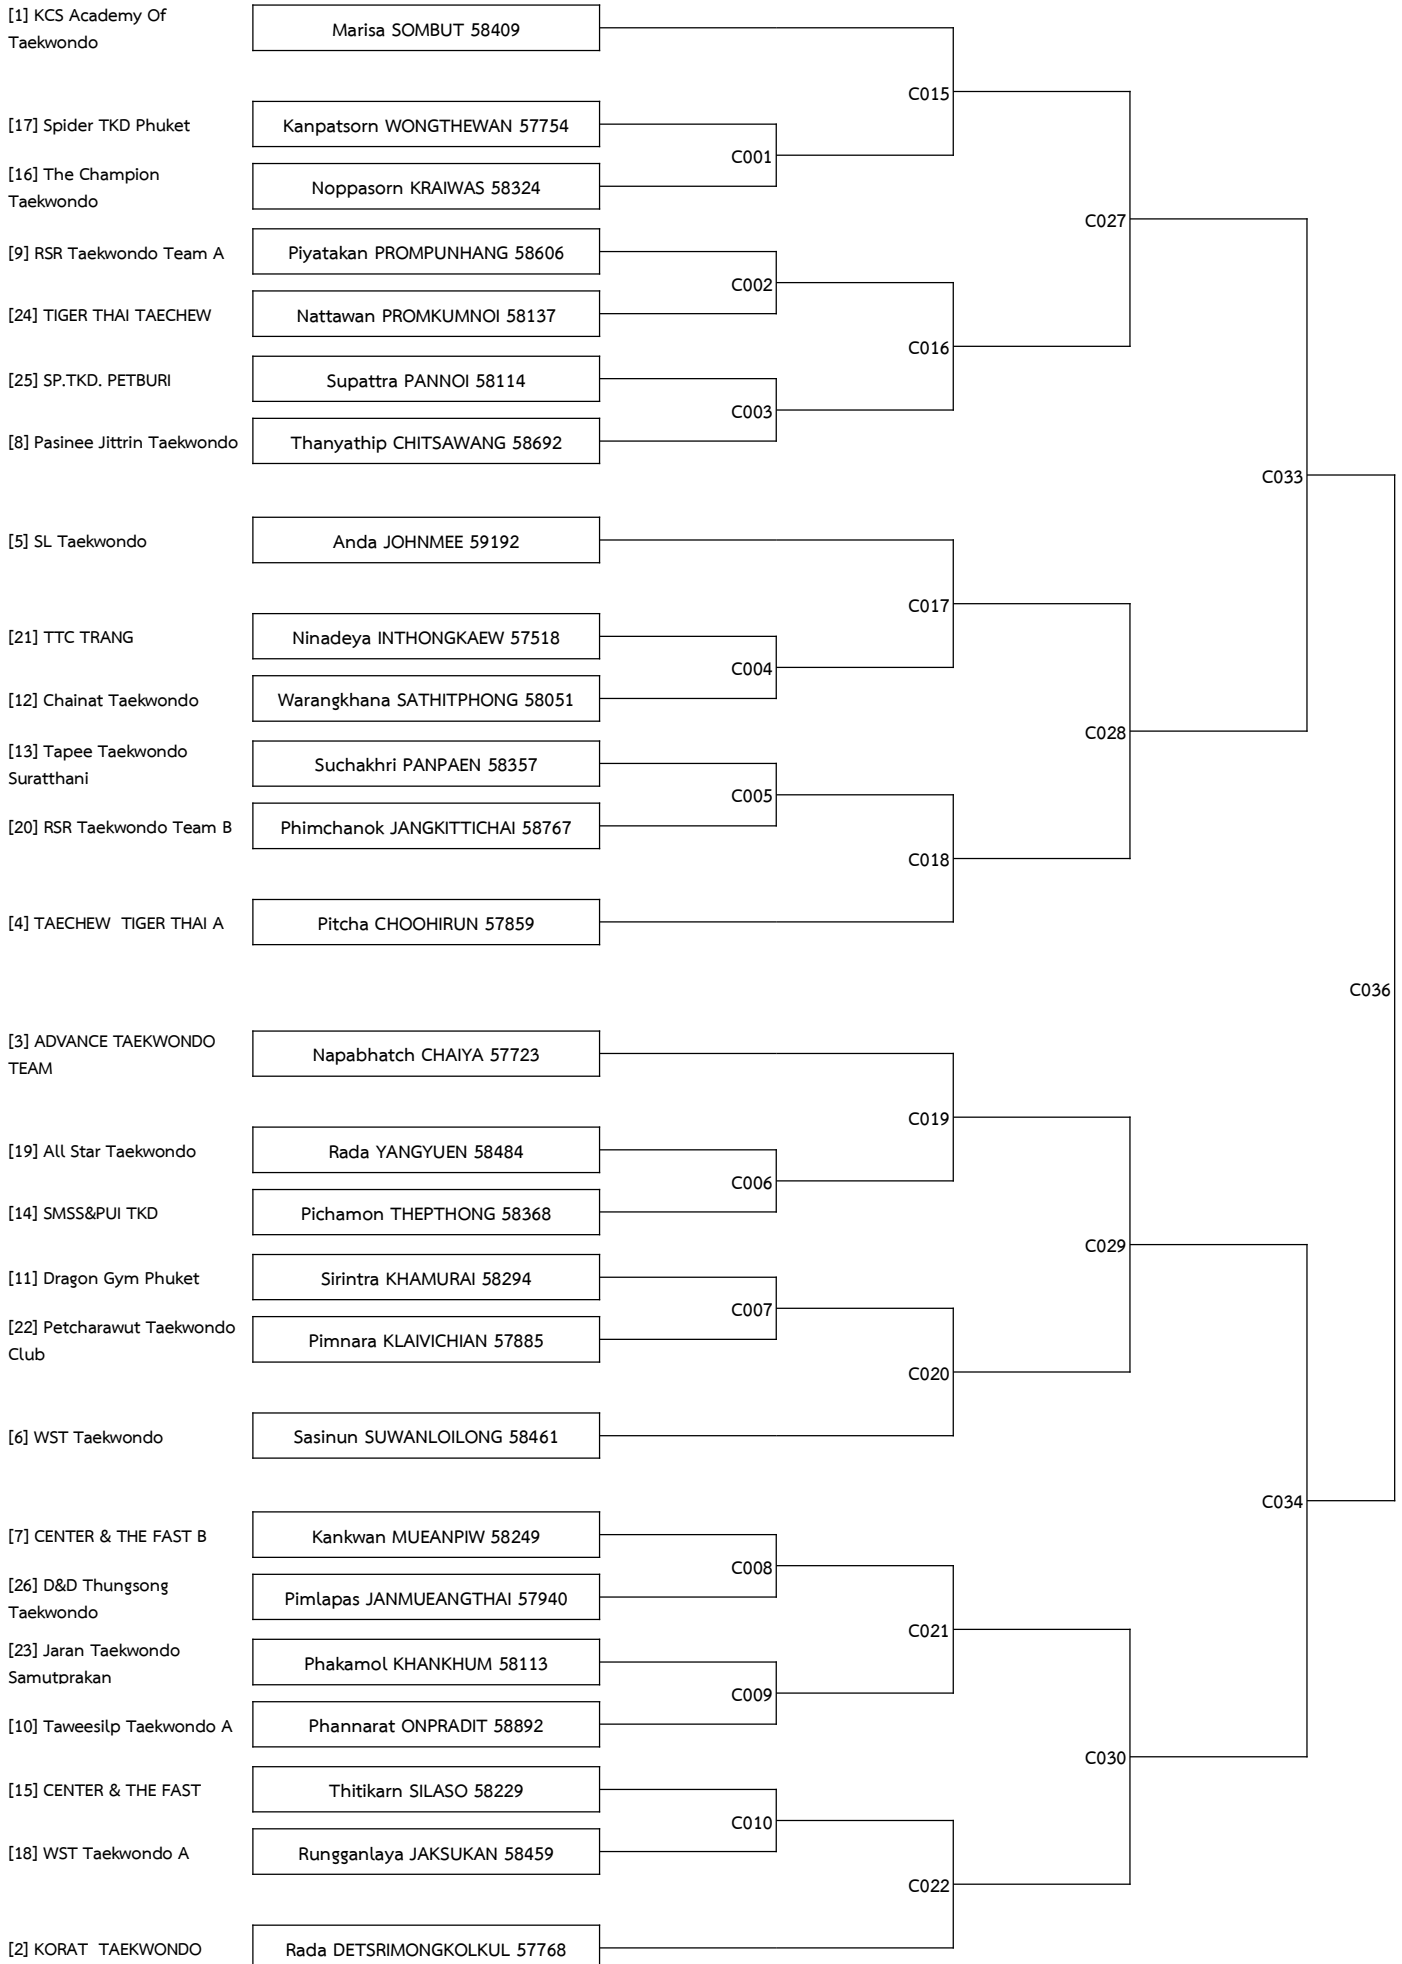 [1] KCS Academy Of
Taekwondo
Marisa SOMBUT 58409
C015
[17] Spider TKD Phuket
Kanpatsorn WONGTHEWAN 57754
C001
[16] The Champion
Taekwondo
Noppasorn KRAIWAS 58324
C027
[9] RSR Taekwondo Team A
Piyatakan PROMPUNHANG 58606
C002
[24] TIGER THAI TAECHEW
Nattawan PROMKUMNOI 58137
C016
[25] SP.TKD. PETBURI
Supattra PANNOI 58114
C003
[8] Pasinee Jittrin Taekwondo
Thanyathip CHITSAWANG 58692
C033
[5] SL Taekwondo
Anda JOHNMEE 59192
C017
[21] TTC TRANG
Ninadeya INTHONGKAEW 57518
C004
[12] Chainat Taekwondo
Warangkhana SATHITPHONG 58051
C028
[13] Tapee Taekwondo
Suratthani
Suchakhri PANPAEN 58357
C005
[20] RSR Taekwondo Team B
Phimchanok JANGKITTICHAI 58767
C018
[4] TAECHEW  TIGER THAI A
Pitcha CHOOHIRUN 57859
C036
[3] ADVANCE TAEKWONDO
TEAM
Napabhatch CHAIYA 57723
C019
[19] All Star Taekwondo
Rada YANGYUEN 58484
C006
[14] SMSS&PUI TKD
Pichamon THEPTHONG 58368
C029
[11] Dragon Gym Phuket
Sirintra KHAMURAI 58294
C007
[22] Petcharawut Taekwondo
Club
Pimnara KLAIVICHIAN 57885
C020
[6] WST Taekwondo
Sasinun SUWANLOILONG 58461
C034
[7] CENTER & THE FAST B
Kankwan MUEANPIW 58249
C008
[26] D&D Thungsong
Taekwondo
Pimlapas JANMUEANGTHAI 57940
C021
[23] Jaran Taekwondo
Samutprakan
Phakamol KHANKHUM 58113
C009
[10] Taweesilp Taekwondo A
Phannarat ONPRADIT 58892
C030
[15] CENTER & THE FAST
Thitikarn SILASO 58229
C010
[18] WST Taekwondo A
Rungganlaya JAKSUKAN 58459
C022
[2] KORAT  TAEKWONDO
Rada DETSRIMONGKOLKUL 57768